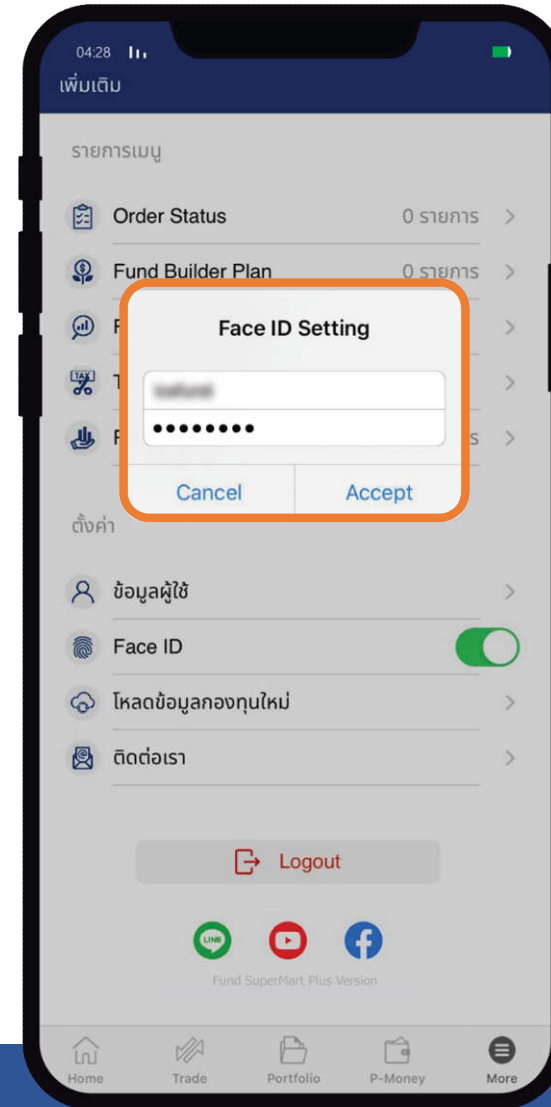 04:28
เพิ่มเติม
รายการเมนู
Order Status 0 รายการ
Fund Builder Plan 0 รายการ
Face ID Setting
Cancel Accept
ตั้งค่า
ข้อมูลผู้ใช้
Face ID
โหลดข้อมูลกองทุนใหม่
ติดต่อเรา
Logout
LINE
Fund SuperMart Plus Version
Home Trade Portfolio P-Money More